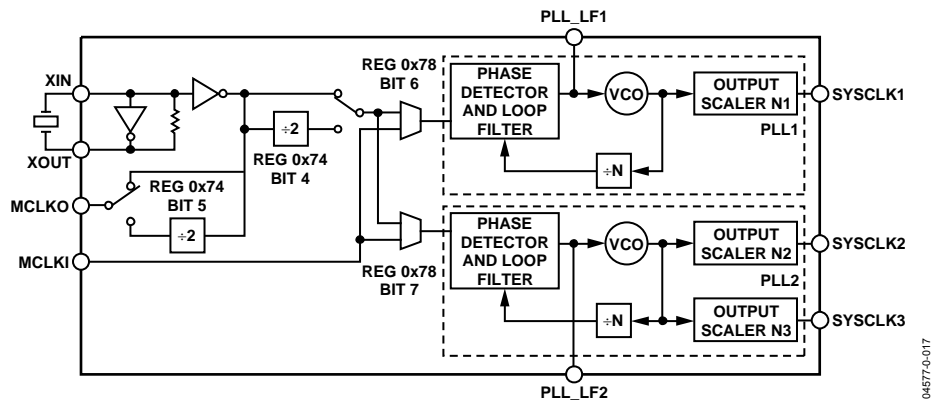 PLL_LF1
XIN
XOUT
MCLKO
MCLKI
REG 0x78
BIT 6
÷2
REG 0x74
BIT 4
REG 0x74
BIT 5
÷2
REG 0x78
BIT 7
PHASE
DETECTOR
AND LOOP
FILTER
VCO
OUTPUT
SCALER N1
PLL1
÷N
SYSCLK1
PHASE
DETECTOR
AND LOOP
FILTER
VCO
OUTPUT
SCALER N2
PLL2
÷N
OUTPUT
SCALER N3
SYSCLK2
SYSCLK3
PLL_LF2
04577-0-017